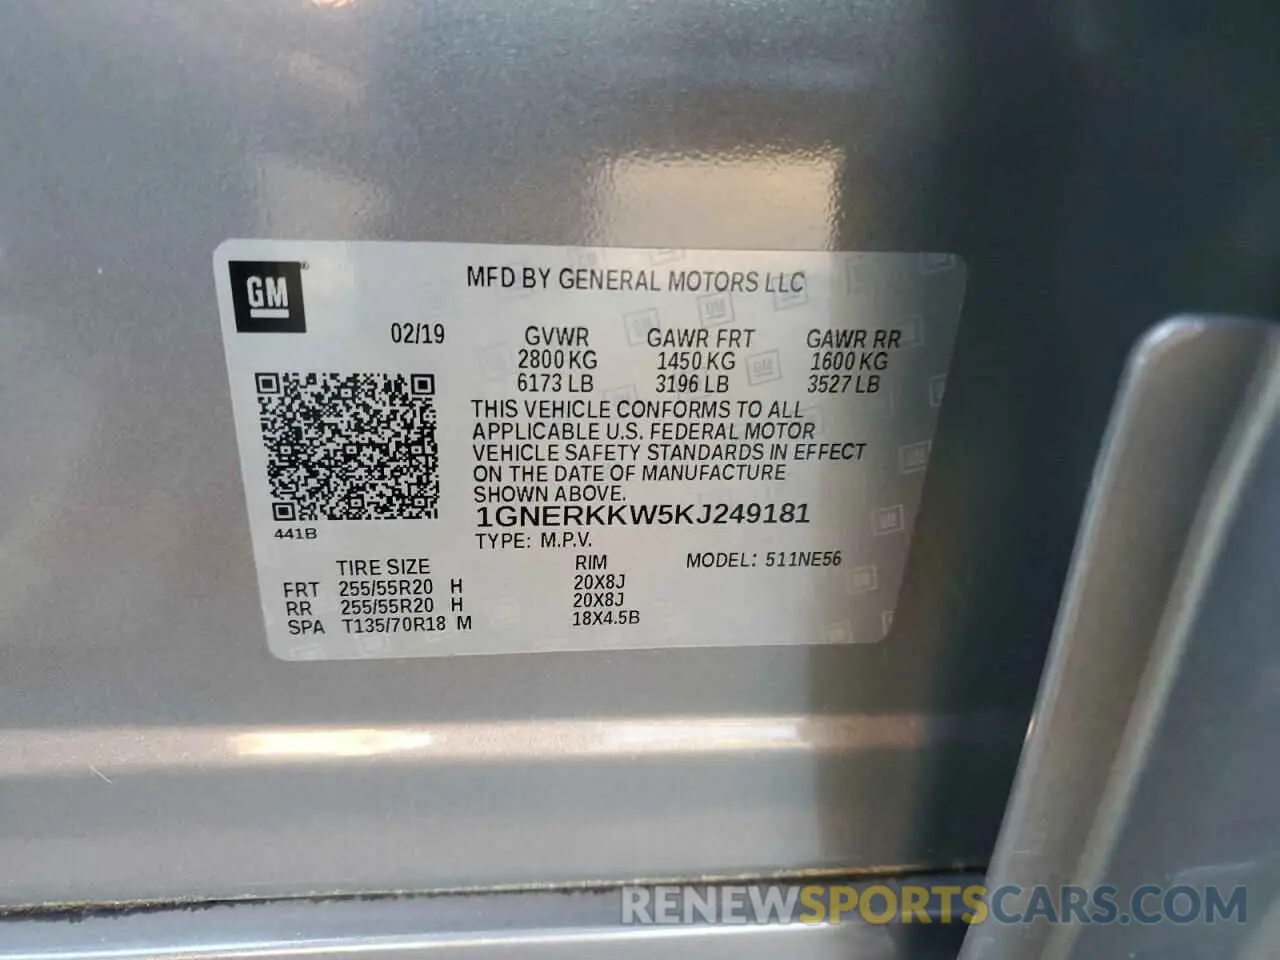 GM
MFD BY GENERAL MOTORS LLC
02/19 GVWR GAWR FRT GAWR RR
2800 KG 1450 KG 1600 KG
6173 LB 3196 LB 3527 LB
THIS VEHICLE CONFORMS TO ALL
APPLICABLE U.S. FEDERAL MOTOR
VEHICLE SAFETY STANDARDS IN EFFECT
ON THE DATE OF MANUFACTURE
SHOWN ABOVE.
1GNERKKW5KJ249181
441B
TYPE: M.P.V.
TIRE SIZE RIM MODEL: 511NE56
FRT 255/55R20 H 20X8J
RR 255/55R20 H 20X8J
SPA T135/70R18 M 18X4.5B
RENEWSPORTSCARS.COM